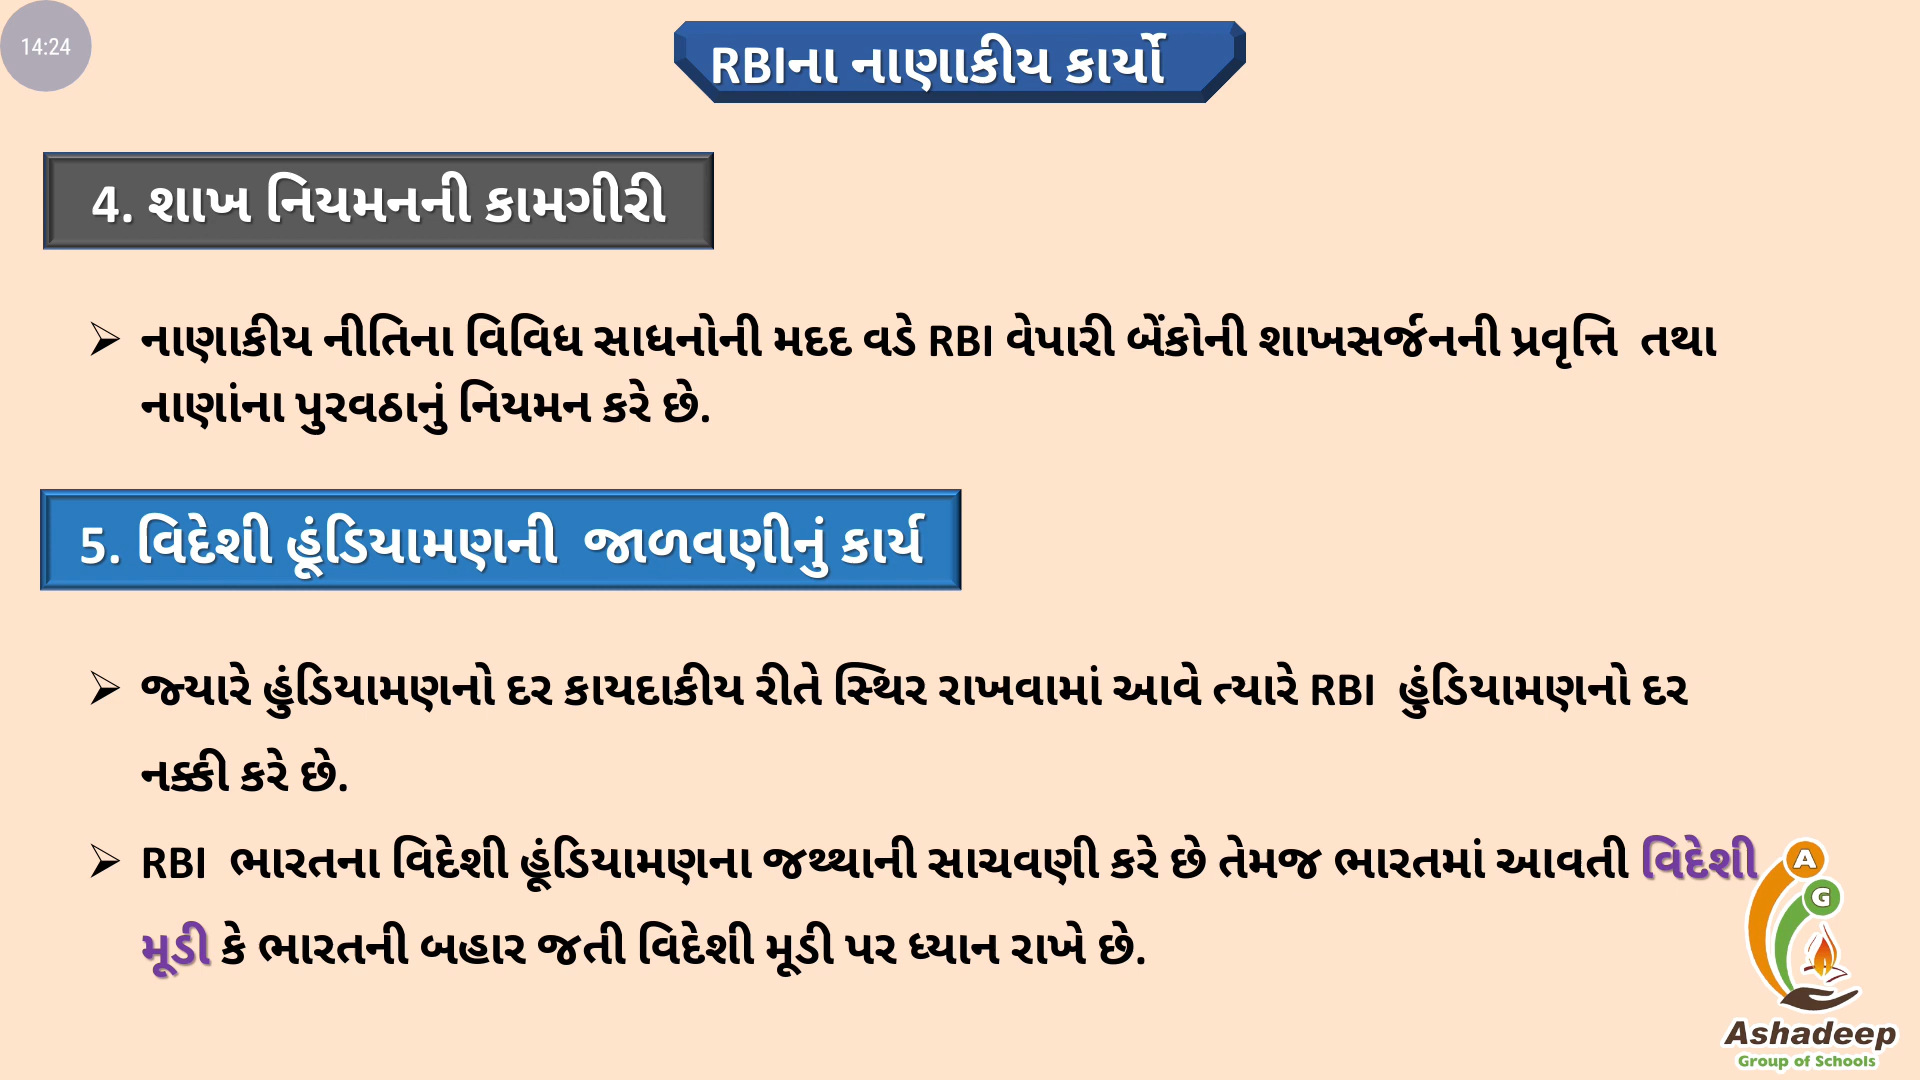 14:24
RBIના નાણાકીય કાર્યો
4. શાખ નિયમનની કામગીરી
➢ નાણાકીય નીતિના વિવિધ સાધનોની મદદ વડે RBI વેપારી બેંકોની શાખસર્જનની પ્રવૃત્તિ તથા
નાણાંના પુરવઠાનું નિયમન કરે છે.
5. વિદેશી હૂંડિયામણની જાળવણીનું કાર્ય
➢ જ્યારે હુંડિયામણનો દર કાયદાકીય રીતે સ્થિર રાખવામાં આવે ત્યારે RBI હુંડિયામણનો દર
નક્કી કરે છે.
➢ RBI ભારતના વિદેશી હૂંડિયામણના જથ્થાની સાચવણી કરે છે તેમજ ભારતમાં આવતી વિદેશી
મૂડી કે ભારતની બહાર જતી વિદેશી મૂડી પર ધ્યાન રાખે છે.
A
G
Ashadeep
Group of Schools